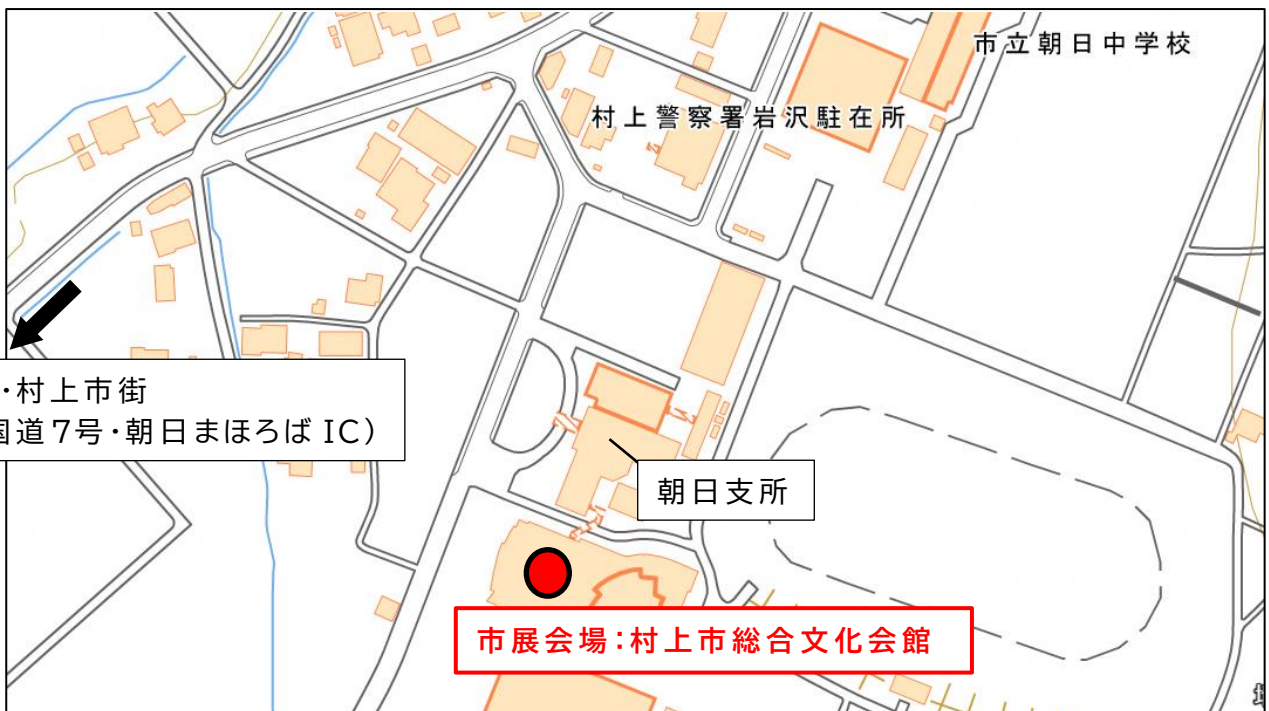 市立朝日中学校
村上警察署岩沢駐在所
・村上市街
国道7号・朝日まほろばIC）
朝日支所
市展会場：村上市総合文化会館